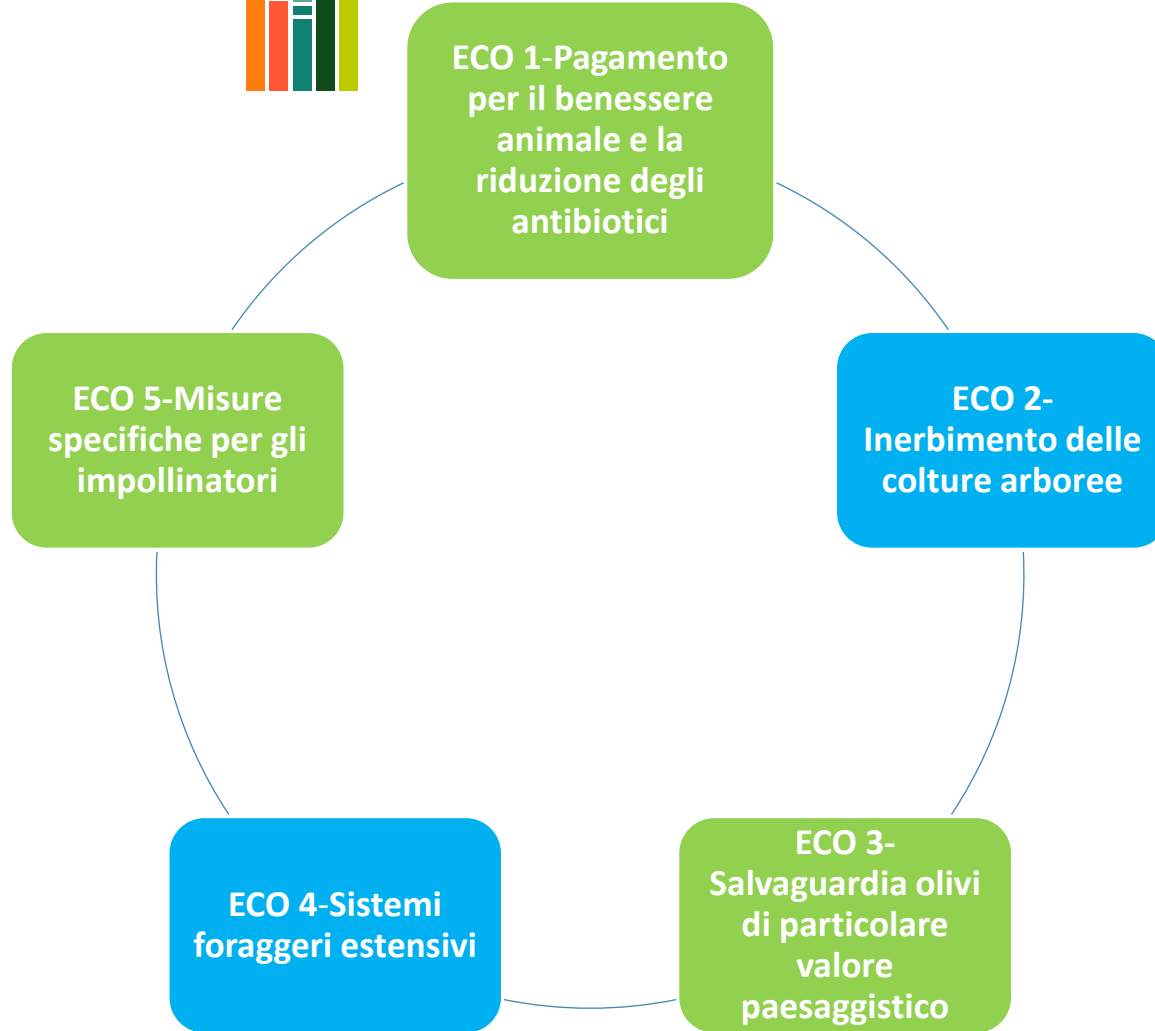 ECO 1-Pagamento
per il benessere
animale e la
riduzione degli
antibiotici
ECO 2-
Inerbimento delle
colture arboree
ECO 3-
Salvaguardia olivi
di particolare
valore
paesaggistico
ECO 4-Sistemi
foraggeri estensivi
ECO 5-Misure
specifiche per gli
impollinatori